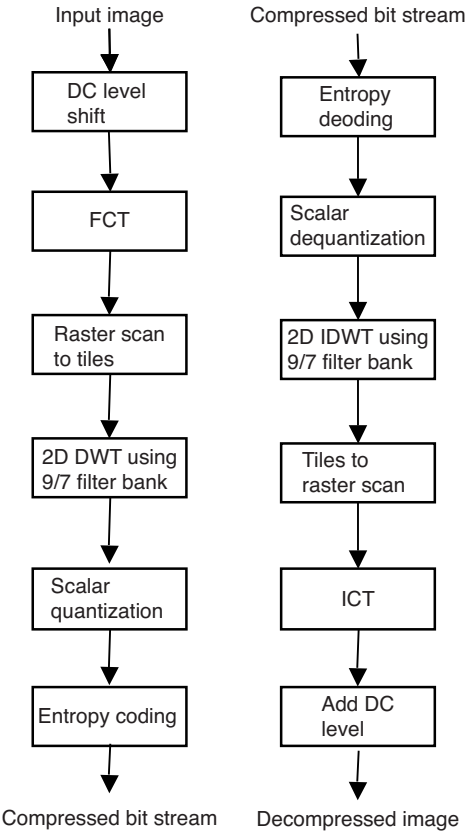 Input image
DC level
shift
FCT
Raster scan
to tiles
2D DWT using
9/7 filter bank
Scalar
quantization
Entropy coding
Compressed bit stream
Compressed bit stream
Entropy
deoding
Scalar
dequantization
2D IDWT using
9/7 filter bank
Tiles to
raster scan
ICT
Add DC
level
Decompressed image